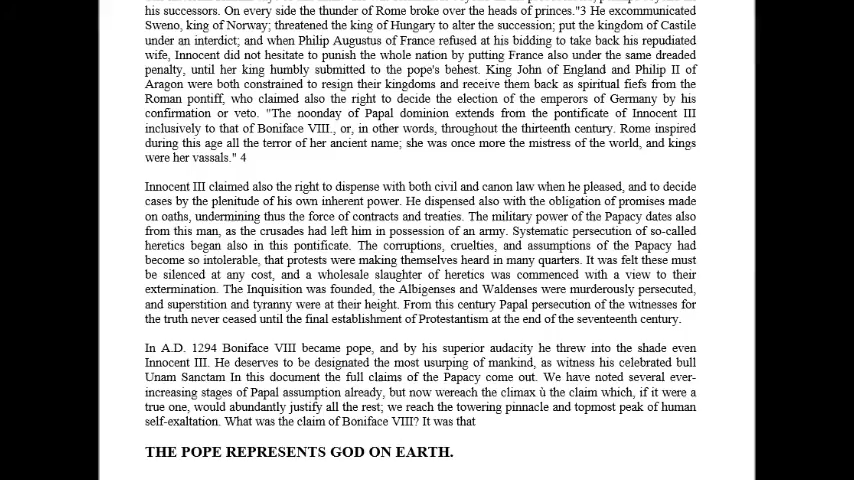 his successors. On every side the thunder of Rome broke over the heads of princes."3 He excommunicated
Sweno, king of Norway; threatened the king of Hungary to alter the succession; put the kingdom of Castile
under an interdict; and when Philip Augustus of France refused at his bidding to take back his repudiated
wife, Innocent did not hesitate to punish the whole nation by putting France also under the same dreaded
penalty, until her king humbly submitted to the pope's behest. King John of England and Philip II of
Aragon were both constrained to resign their kingdoms and receive them back as spiritual fiefs from the
Roman pontiff, who claimed also the right to decide the election of the emperors of Germany by his
confirmation or veto. "The noonday of Papal dominion extends from the pontificate of Innocent III
inclusively to that of Boniface VIII., or, in other words, throughout the thirteenth century. Rome inspired
during this age all the terror of her ancient name; she was once more the mistress of the world, and kings
were her vassals." 4
Innocent III claimed also the right to dispense with both civil and canon law when he pleased, and to decide
cases by the plenitude of his own inherent power. He dispensed also with the obligation of promises made
on oaths, undermining thus the force of contracts and treaties. The military power of the Papacy dates also
from this man, as the crusades had left him in possession of an army. Systematic persecution of so-called
heretics began also in this pontificate. The corruptions, cruelties, and assumptions of the Papacy had
become so intolerable, that protests were making themselves heard in many quarters. It was felt these must
be silenced at any cost, and a wholesale slaughter of heretics was commenced with a view to their
extermination. The Inquisition was founded, the Albigenses and Waldenses were murderously persecuted,
and superstition and tyranny were at their height. From this century Papal persecution of the witnesses for
the truth never ceased until the final establishment of Protestantism at the end of the seventeenth century.
In A.D. 1294 Boniface VIII became pope, and by his superior audacity he threw into the shade even
Innocent III. He deserves to be designated the most usurping of mankind, as witness his celebrated bull
Unam Sanctam In this document the full claims of the Papacy come out. We have noted several ever-
increasing stages of Papal assumption already, but now wereach the climax ù the claim which, if it were a
true one, would abundantly justify all the rest; we reach the towering pinnacle and topmost peak of human
self-exaltation. What was the claim of Boniface VIII? It was that
THE POPE REPRESENTS GOD ON EARTH.